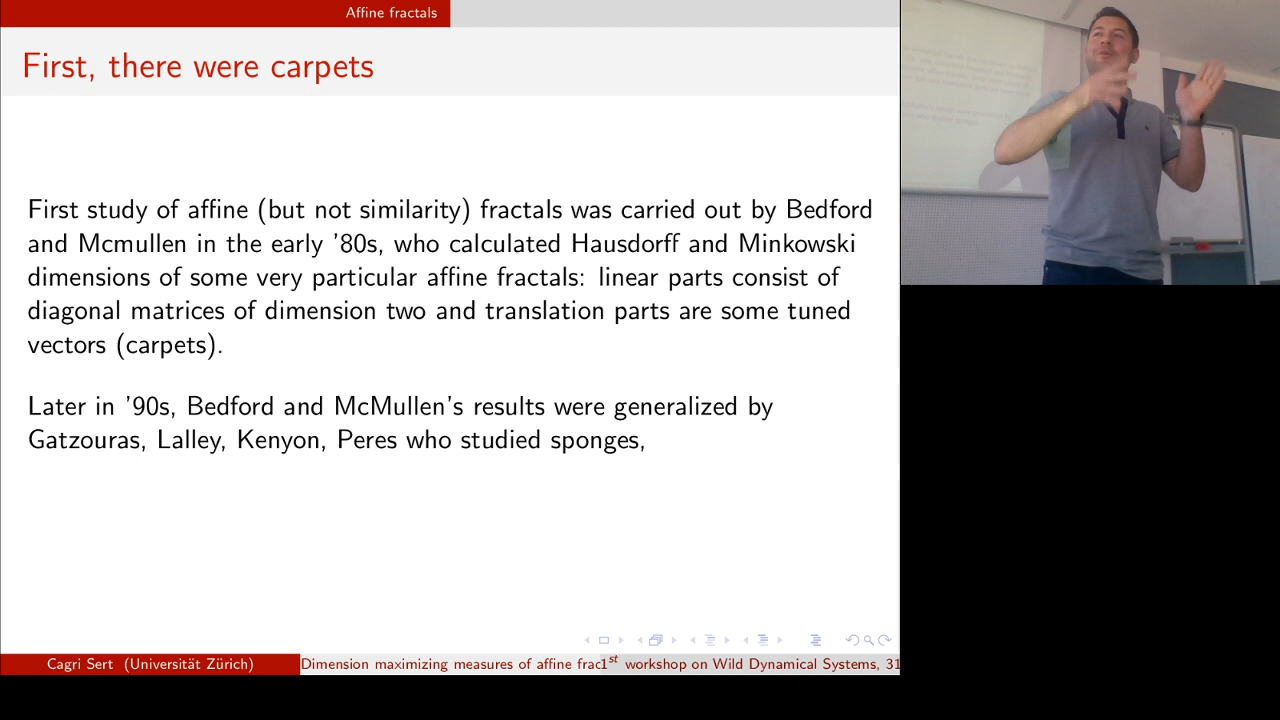 Affine fractals
First, there were carpets
First study of affine (but not similarity) fractals was carried out by Bedford
and Mcmullen in the early '80s, who calculated Hausdorff and Minkowski
dimensions of some very particular affine fractals: linear parts consist of
diagonal matrices of dimension two and translation parts are some tuned
vectors (carpets).
Later in '90s, Bedford and McMullen's results were generalized by
Gatzouras, Lalley, Kenyon, Peres who studied sponges,
Cagri Sert (Universität Zürich)
Dimension maximizing measures of affine frac
1st workshop on Wild Dynamical Systems, 31